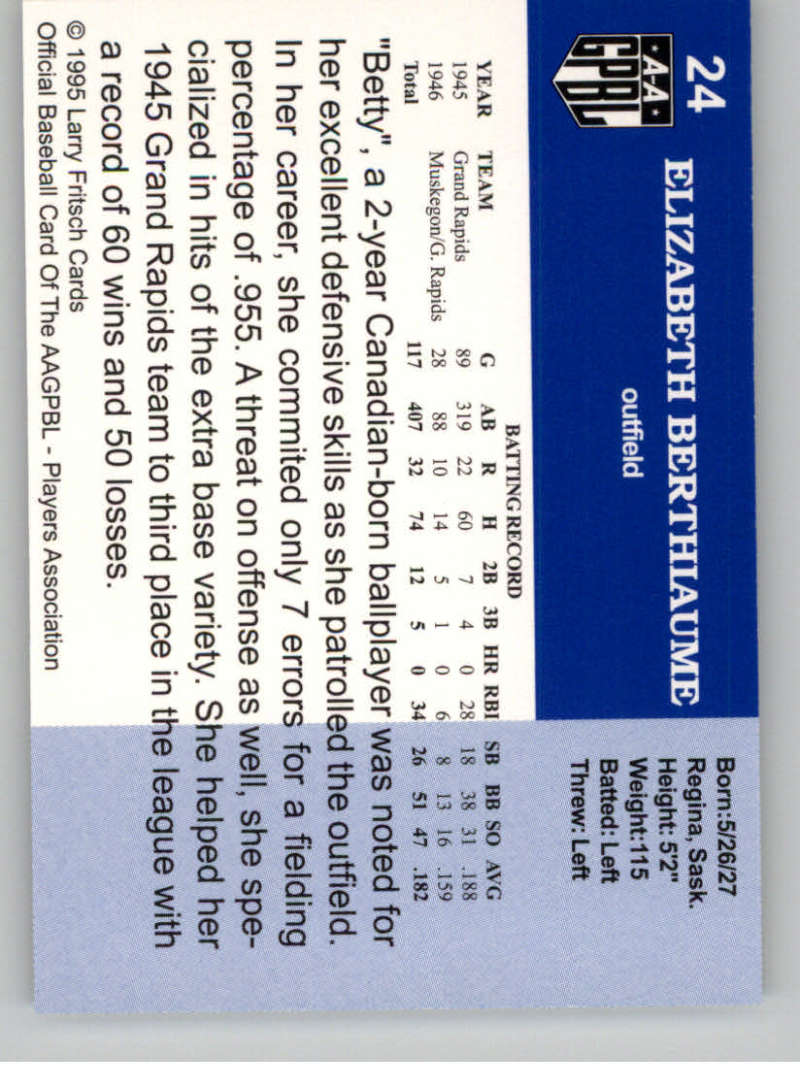 24
ELIZABETH BERTHIAUME
outfield
A-A
GPBL
Born:5/26/27
Regina, Sask.
Height: 5'2"
Weight:115
Batted: Left
Threw: Left
BATTING RECORD
YEAR TEAM G AB R H 2B 3B HR RBI SB BB SO AVG
1945 Grand Rapids 89 319 22 60 7 4 0 28 18 38 31 .188
1946 Muskegon/G. Rapids 28 88 10 14 5 1 0 6 8 13 16 .159
Total 117 407 32 74 12 5 0 34 26 51 47 .182
"Betty", a 2-year Canadian-born ballplayer was noted for
her excellent defensive skills as she patrolled the outfield.
In her career, she commited only 7 errors for a fielding
percentage of .955. A threat on offense as well, she spe-
cialized in hits of the extra base variety. She helped her
1945 Grand Rapids team to third place in the league with
a record of 60 wins and 50 losses.
© 1995 Larry Fritsch Cards
Official Baseball Card Of The AAGPBL - Players Association